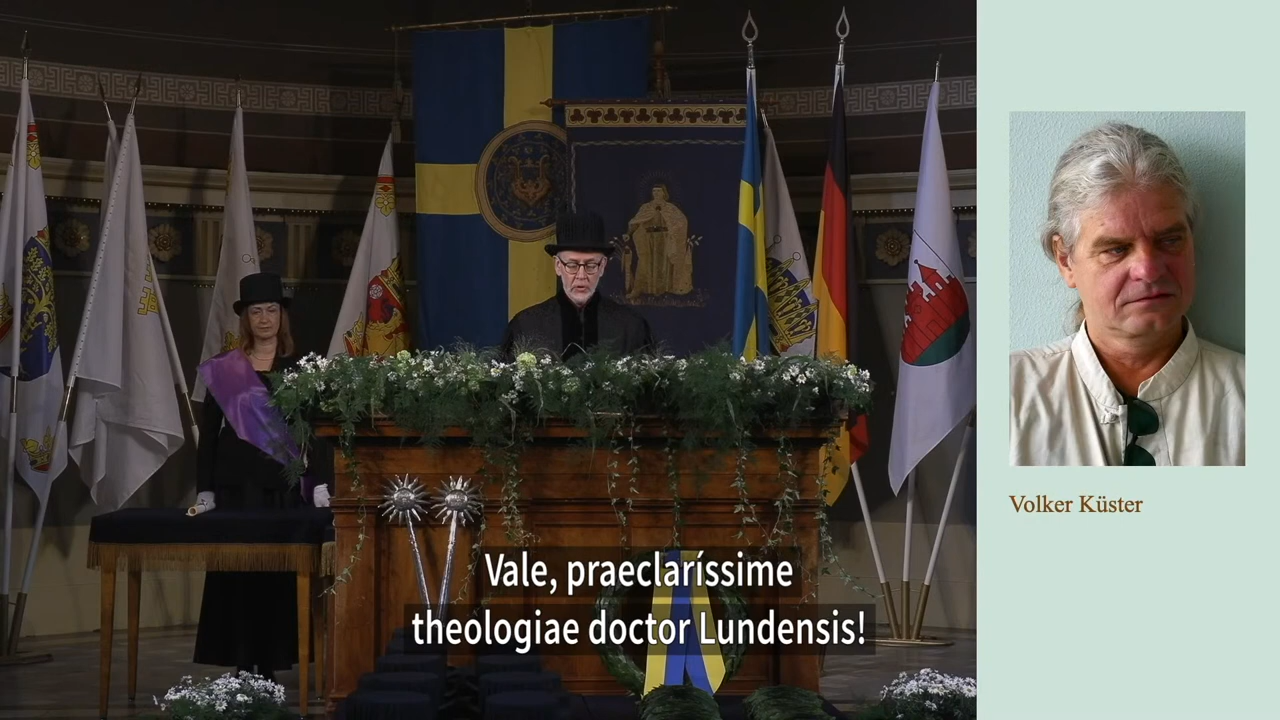 Vale, praeclaríssime
theologiae doctor Lundensis!
Volker Küster